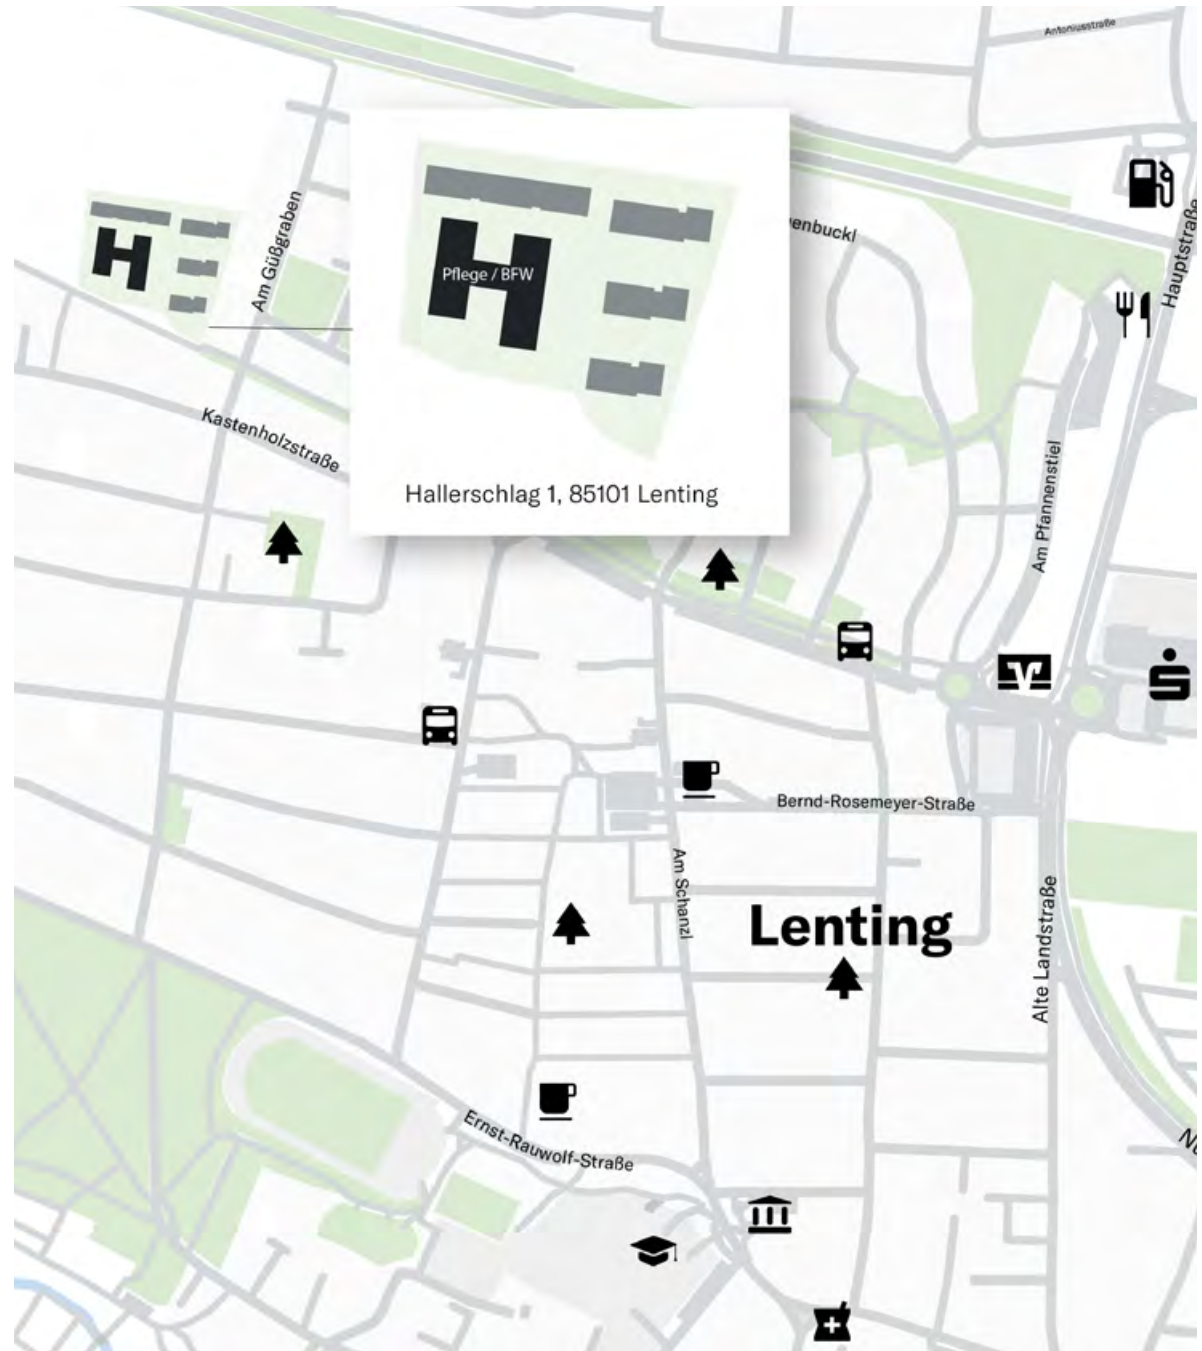 Antoniusstraße
Hauptstraße
Am Güßgraben
enbuckl
Pflege / BFW
Kastenholzstraße
Hallerschlag 1, 85101 Lenting
Am Pfannenstiel
Bernd-Rosemeyer-Straße
Am Schanzl
Lenting
Alte Landstraße
Ernst-Rauwolf-Straße